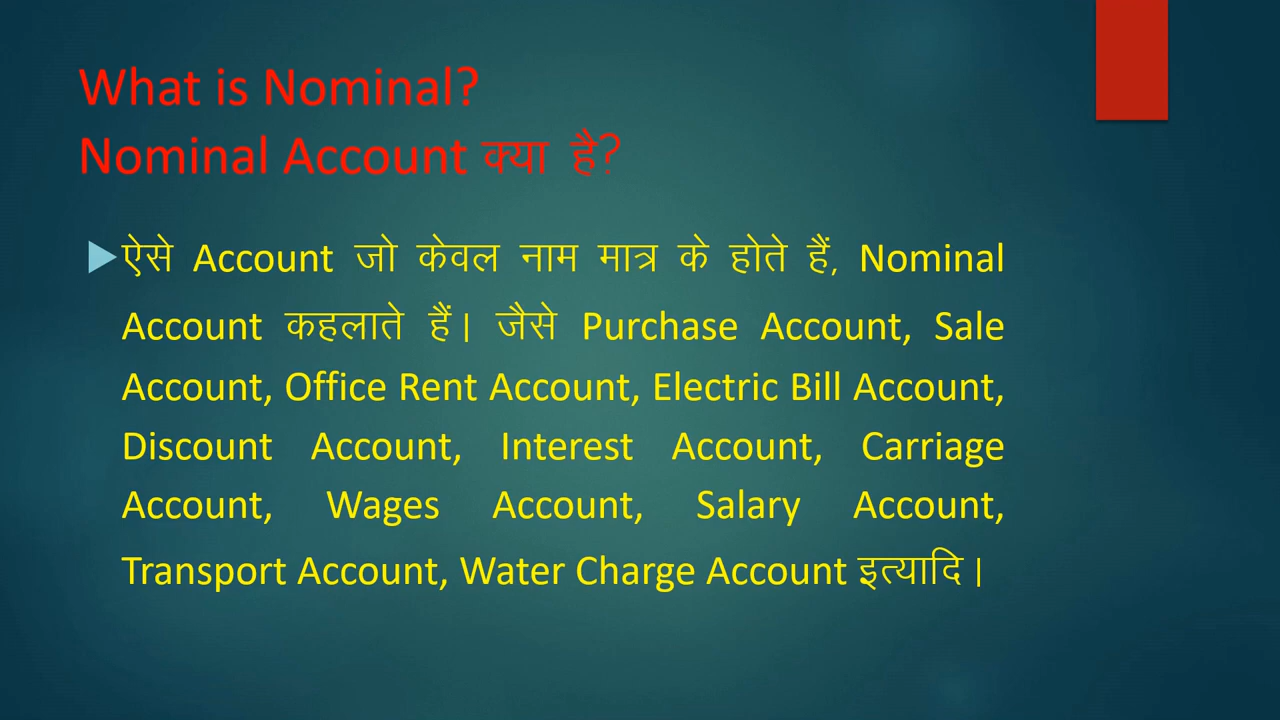 What is Nominal?
Nominal Account क्या है?
ऐसे Account जो केवल नाम मात्र के होते हैं, Nominal
Account कहलाते हैं। जैसे Purchase Account, Sale
Account, Office Rent Account, Electric Bill Account,
Discount Account, Interest Account, Carriage
Account, Wages Account, Salary Account,
Transport Account, Water Charge Account इत्यादि।